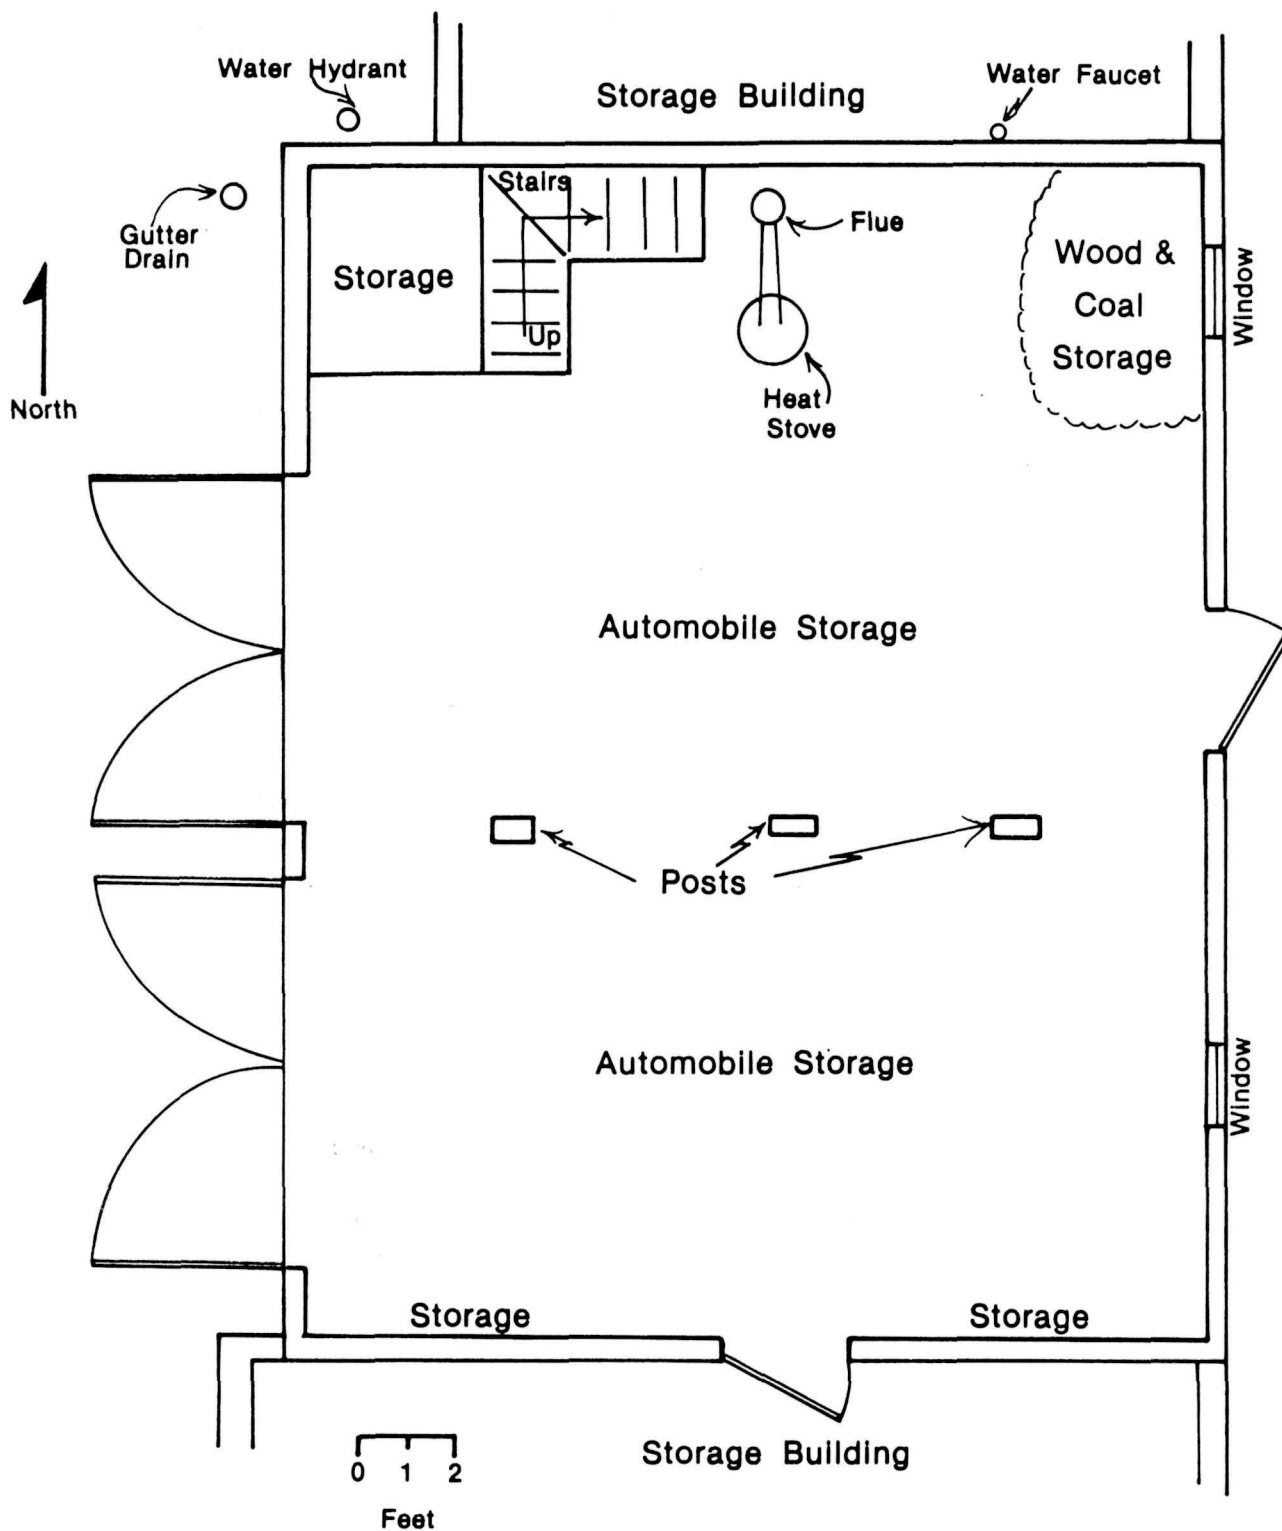 Water Hydrant
Storage Building
Water Faucet
Gutter
Drain
Stairs
Flue
Storage
Up
Wood &
Coal
Storage
Window
North
Heat
Stove
Automobile Storage
Posts
Automobile Storage
Window
Storage
Storage
Storage Building
0 1 2
Feet